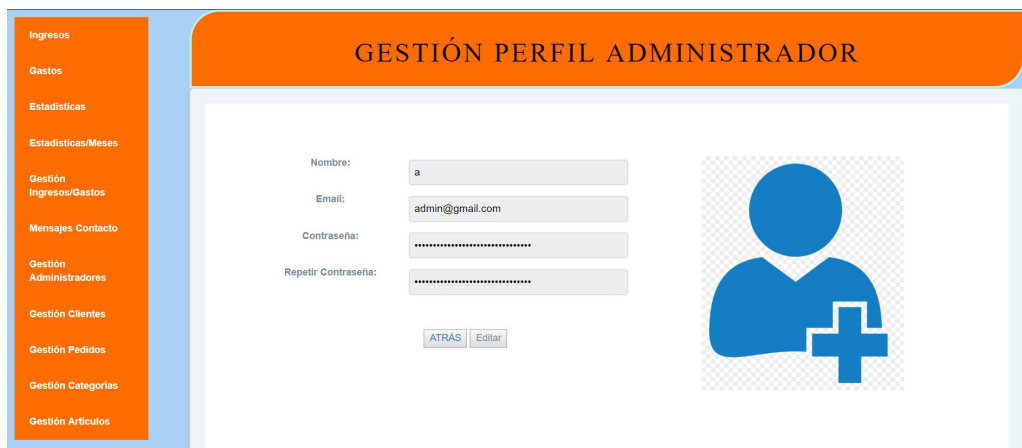 Ingresos
Gastos
Estadisticas
Estadisticas/Meses
Gestión
Ingresos/Gastos
Mensajes Contacto
Gestión
Administradores
Gestión Clientes
Gestión Pedidos
Gestión Categorías
Gestión Artículos
GESTIÓN PERFIL ADMINISTRADOR
Nombre:
a
Email:
admin@gmail.com
Contraseña:
••••••••••••••••••••••••••••••••
Repetir Contraseña:
••••••••••••••••••••••••••••••••
ATRÁS Editar